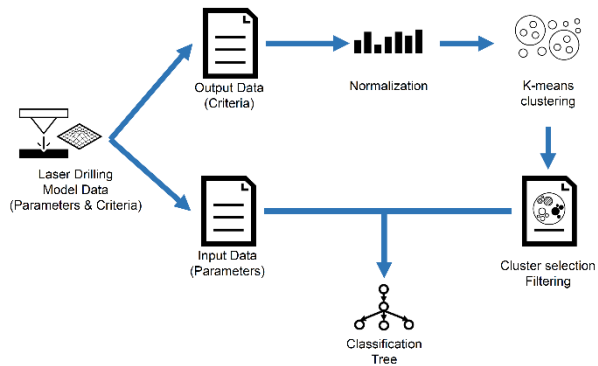 Output Data
(Criteria)
Normalization
K-means
clustering
Laser Drilling
Model Data
(Parameters & Criteria)
Input Data
(Parameters)
Cluster selection
Filtering
Classification
Tree